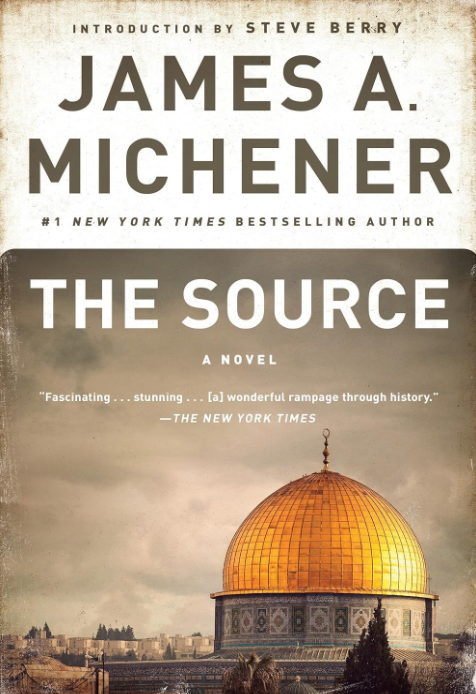 INTRODUCTION BY STEVE BERRY
JAMES A.
MICHENER
#1 NEW YORK TIMES BESTSELLING AUTHOR
THE SOURCE
A NOVEL
"Fascinating . . . stunning . . . [a] wonderful rampage through history."
—THE NEW YORK TIMES